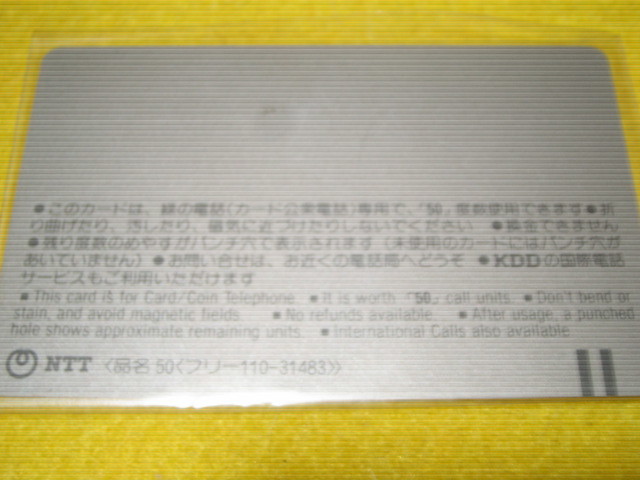 ●このカードは、緑の電話(カード公衆電話)専用で、「50」度数使用できます●折
り曲げたり、汚したり、磁気に近づけたりしないでください ●換金できません
●残り度数のめやすがパンチ穴で表示されます(未使用のカードにはパンチ穴が
あいていません)●お問い合せは、お近くの電話局へどうぞ ●KDDの国際電話
サービスもご利用いただけます
■This card is for Card/Coin Telephone. ■It is worth 「50」 call units. ■Don't bend or
stain, and avoid magnetic fields. ■No refunds available. ■After usage, a punched
hole shows approximate remaining units. ■International Calls also available
NTT 〈品名 50〈フリー110-31483〉〉